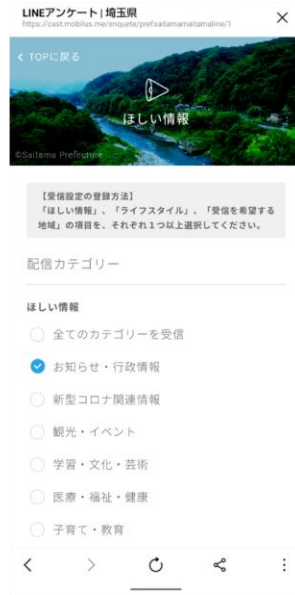 LINEアンケート | 埼玉県
https://cast.mobilus.me/enquete/prefsaitamamaitamaline/1
< TOPに戻る
ほしい情報
©Saitama Prefecture
【受信設定の登録方法】
「ほしい情報」、「ライフスタイル」、「受信を希望する
地域」の項目を、それぞれ１つ以上選択してください。
配信カテゴリー
ほしい情報
全てのカテゴリーを受信
お知らせ・行政情報
新型コロナ関連情報
観光・イベント
学習・文化・芸術
医療・福祉・健康
子育て・教育